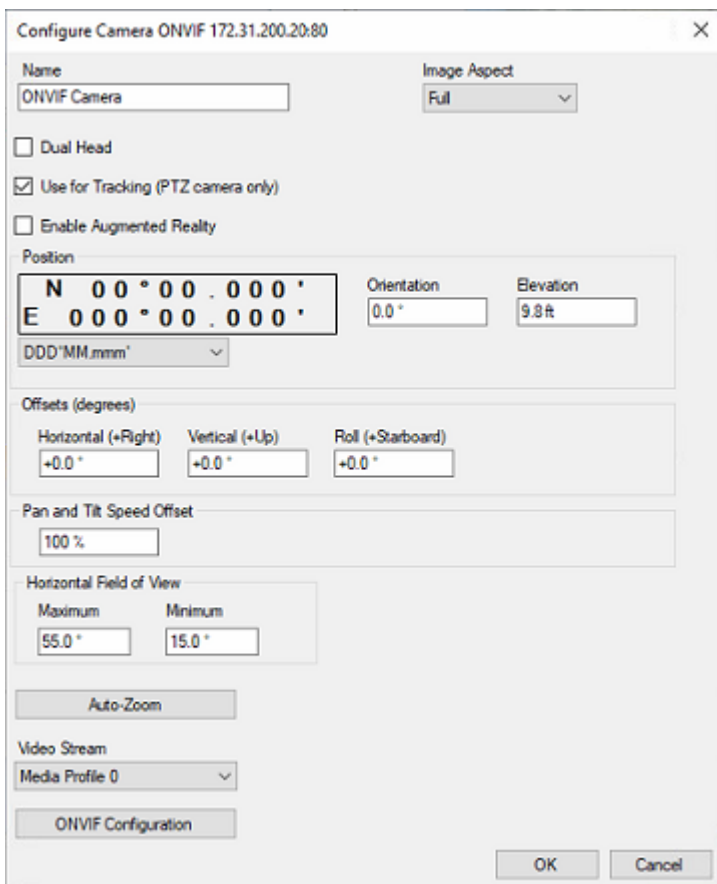 Configure Camera ONVIF 172.31.200.20:80
Name
Image Aspect
ONVIF Camera
Full
Dual Head
Use for Tracking (PTZ camera only)
Enable Augmented Reality
Position
N 00°00.000'
E 000°00.000'
Orientation
Elevation
0.0 °
9.8 ft
DDD°MM.mmm'
Offsets (degrees)
Horizontal (+Right)
Vertical (+Up)
Roll (+Starboard)
+0.0 °
+0.0 °
+0.0 °
Pan and Tilt Speed Offset
100 %
Horizontal Field of View
Maximum
Minimum
55.0 °
15.0 °
Auto-Zoom
Video Stream
Media Profile 0
ONVIF Configuration
OK
Cancel